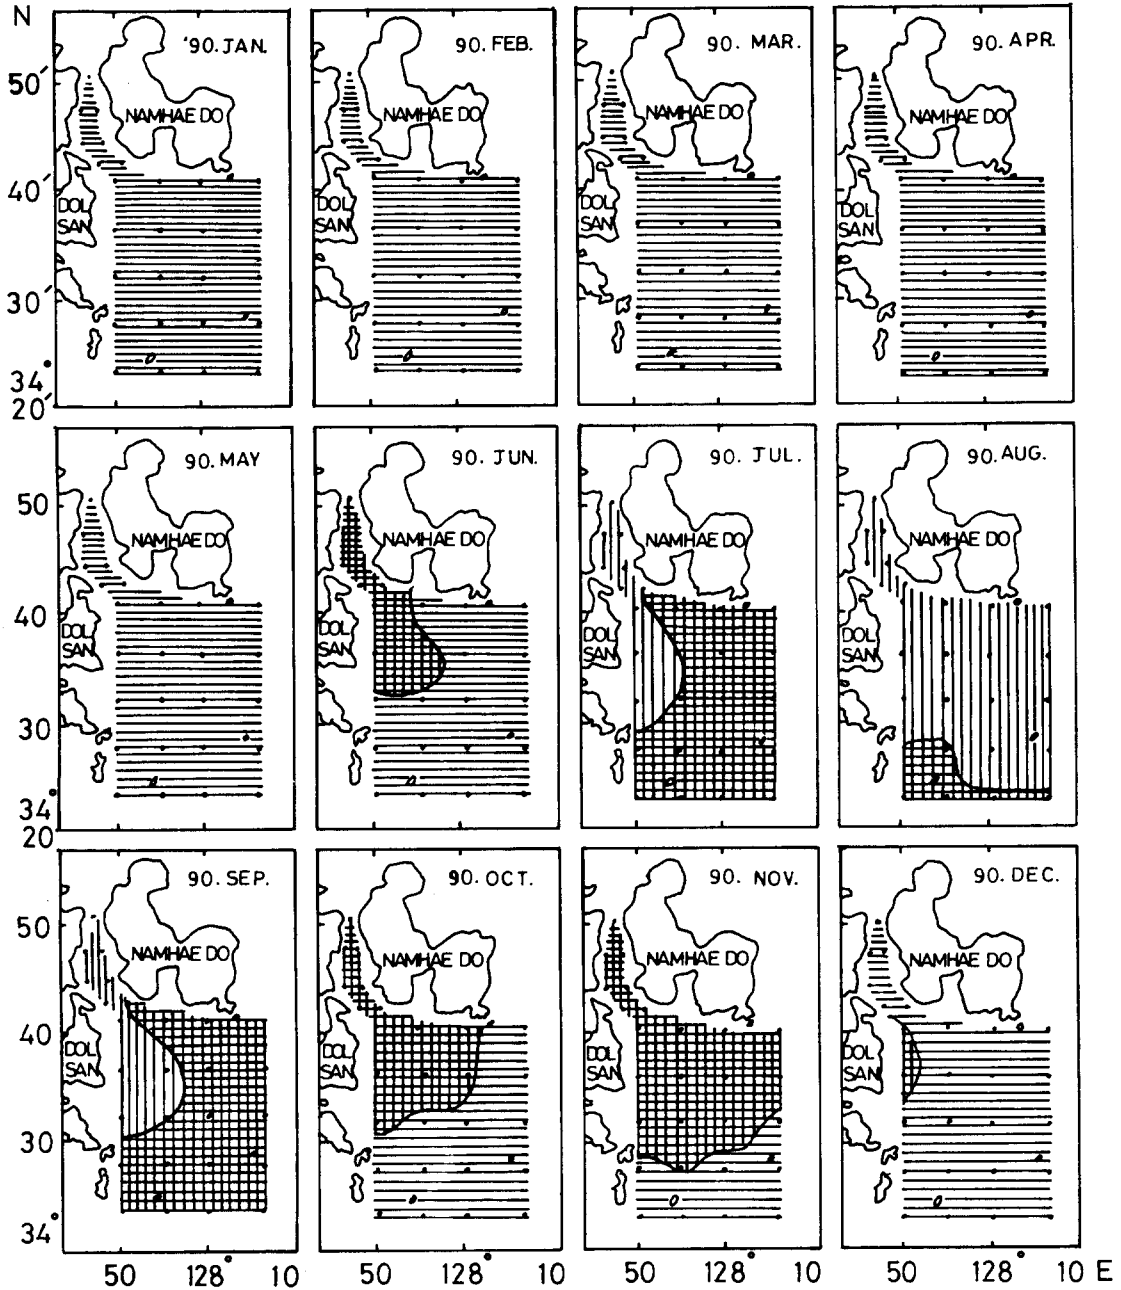 N
'90. JAN.
90. FEB.
90. MAR.
90. APR.
50′
NAMHAE DO
NAMHAE DO
NAMHAE DO
NAMHAE DO
40′
DOL
SAN
DOL
SAN
DOL
SAN
DOL
SAN
30′
34°
20′
50 128° 10
90. MAY
90. JUN.
90. JUL.
90. AUG.
50
NAMHAE DO
NAMHAE DO
NAMHAE DO
NAMHAE DO
40
DOL
SAN
DOL
SAN
DOL
SAN
DOL
SAN
30
34°
20
90. SEP.
90. OCT.
90. NOV.
90. DEC.
50
NAMHAE DO
NAMHAE DO
NAMHAE DO
NAMHAE DO
40
DOL
SAN
DOL
SAN
DOL
SAN
DOL
SAN
30
34°
50 128° 10
50 128° 10
50 128° 10
50 128° 10 E